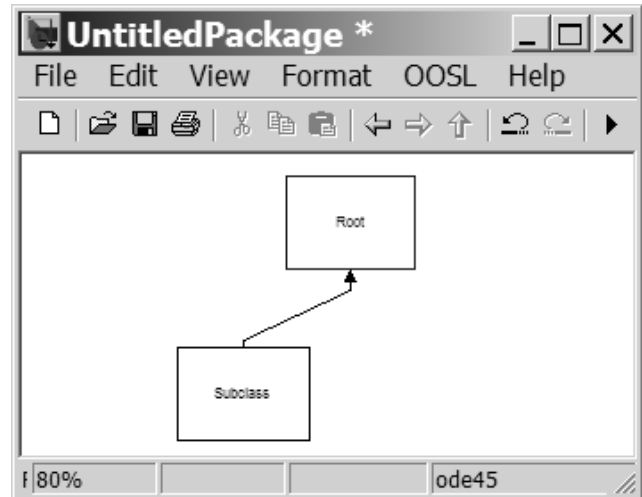 UntitledPackage *
File Edit View Format OOSL Help
Root
Subclass
F 80% ode45